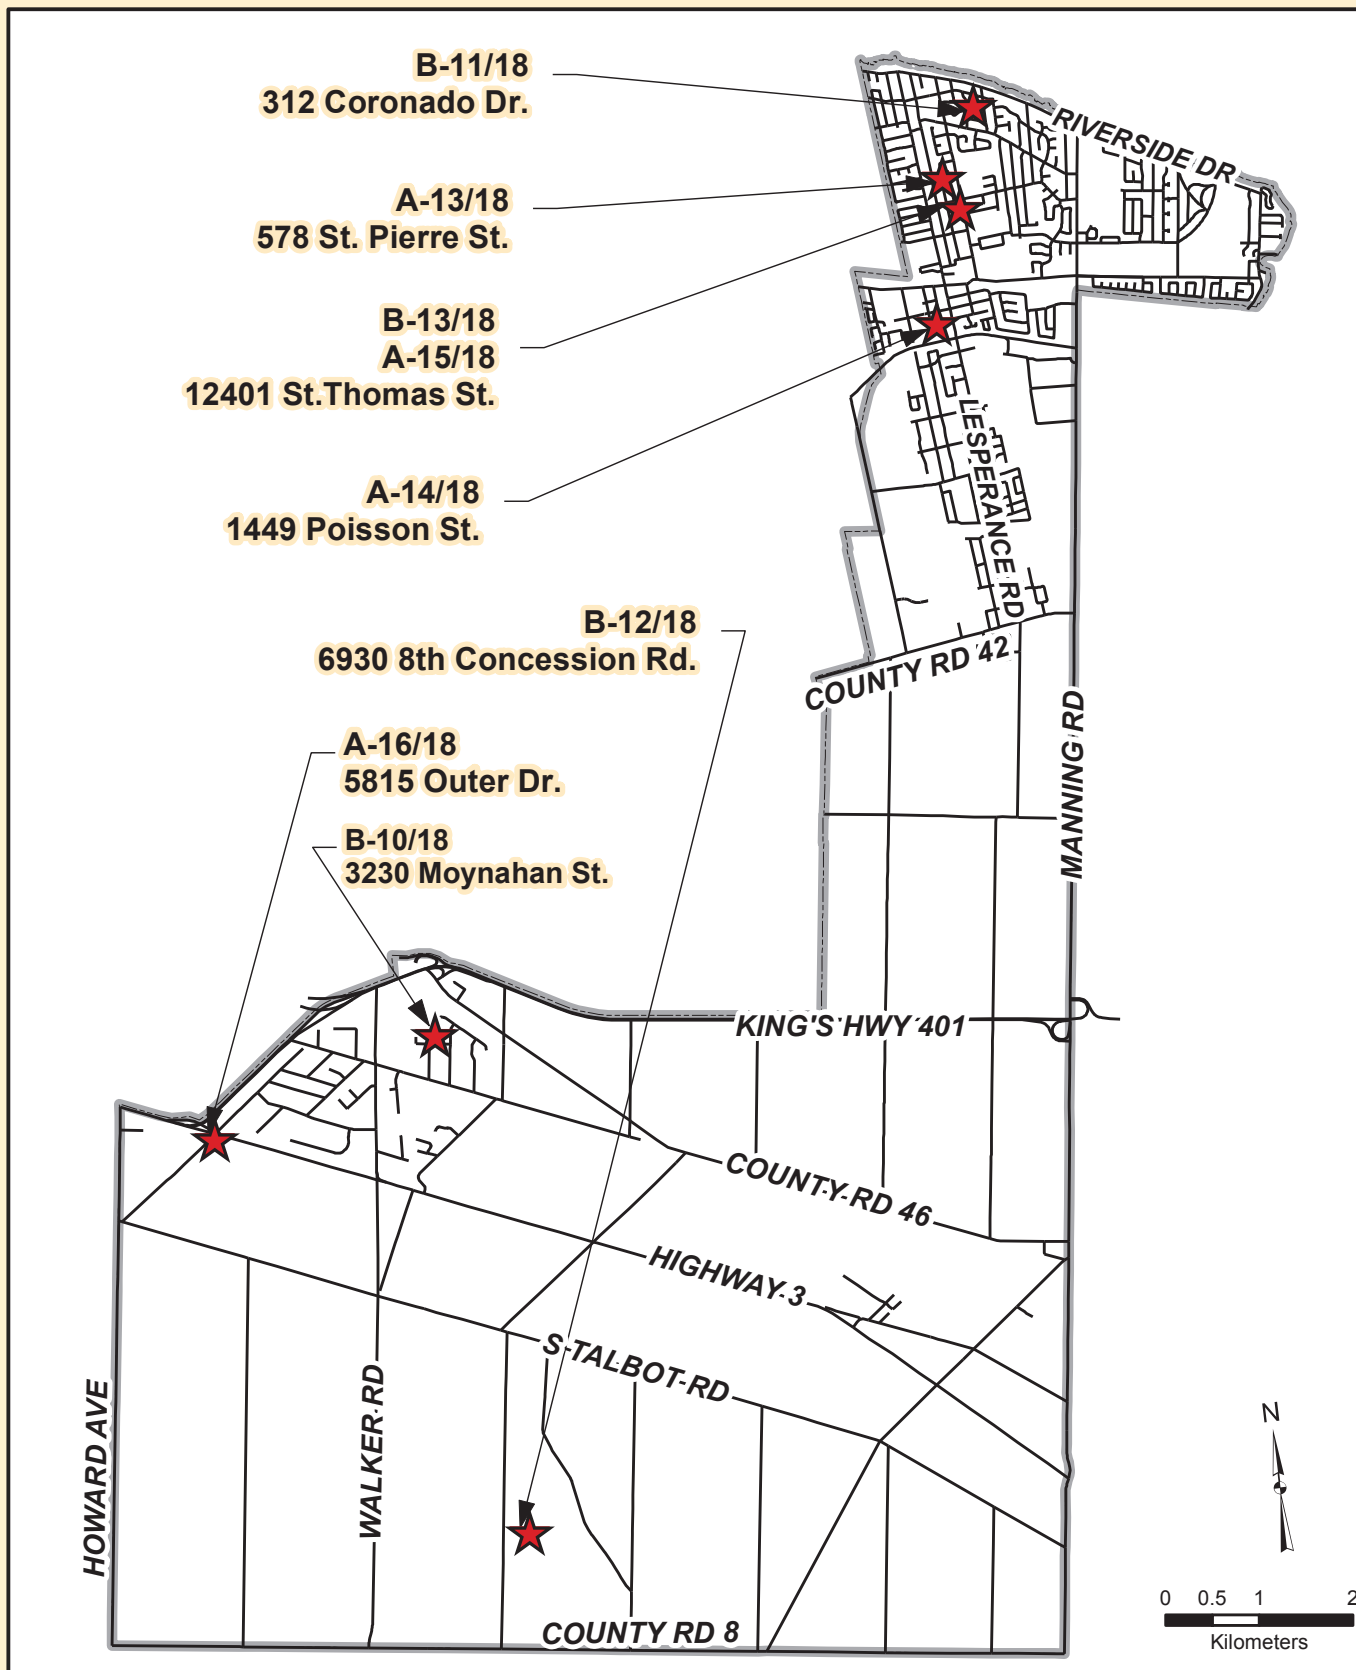 B-11/18
312 Coronado Dr.
RIVERSIDE DR
A-13/18
578 St. Pierre St.
B-13/18
A-15/18
12401 St.Thomas St.
LESPERANCE RD
A-14/18
1449 Poisson St.
B-12/18
6930 8th Concession Rd.
COUNTY RD 42
MANNING RD
A-16/18
5815 Outer Dr.
B-10/18
3230 Moynahan St.
KING'S HWY 401
COUNTY RD 46
HIGHWAY 3
S TALBOT RD
HOWARD AVE
WALKER RD
N
COUNTY RD 8
0 0.5 1 2
Kilometers